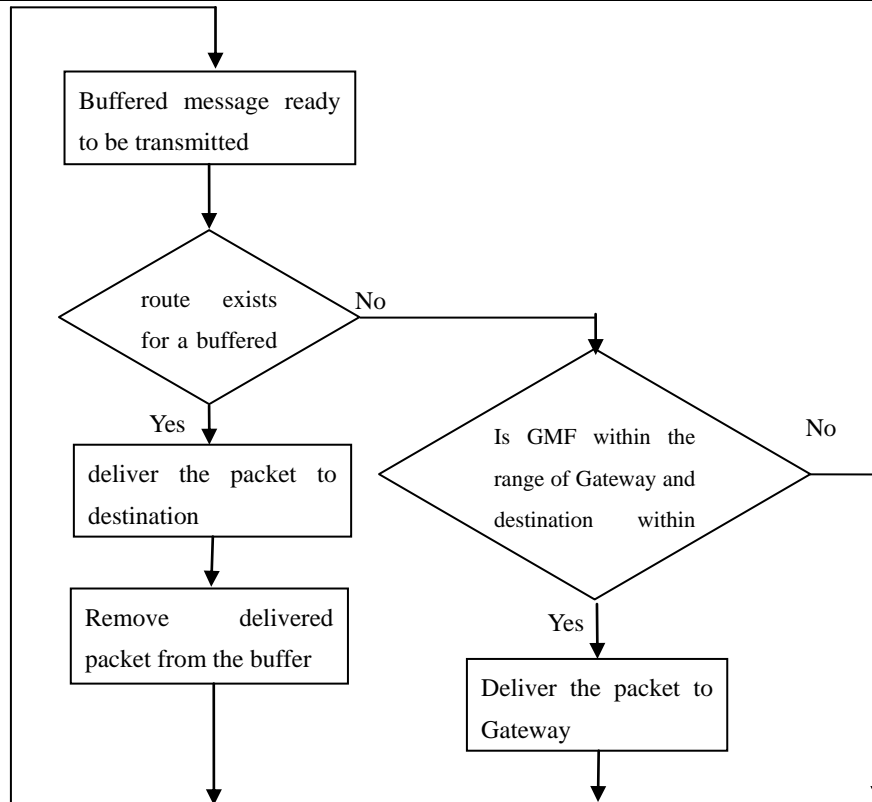 Buffered message ready
to be transmitted
route exists
for a buffered
No
Yes
deliver the packet to
destination
Remove delivered
packet from the buffer
Is GMF within the
range of Gateway and
destination within
No
Yes
Deliver the packet to
Gateway